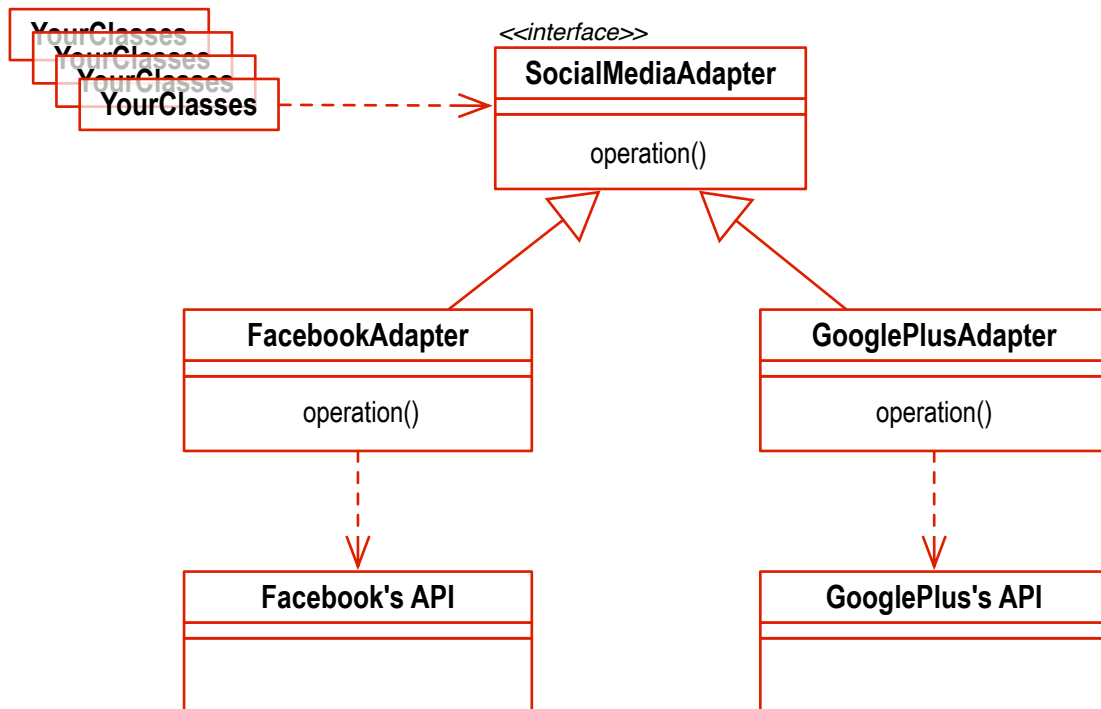 YourClasses
YourClasses
YourClasses
YourClasses
<<interface>>
SocialMediaAdapter
operation()
FacebookAdapter
operation()
GooglePlusAdapter
operation()
Facebook's API
GooglePlus's API